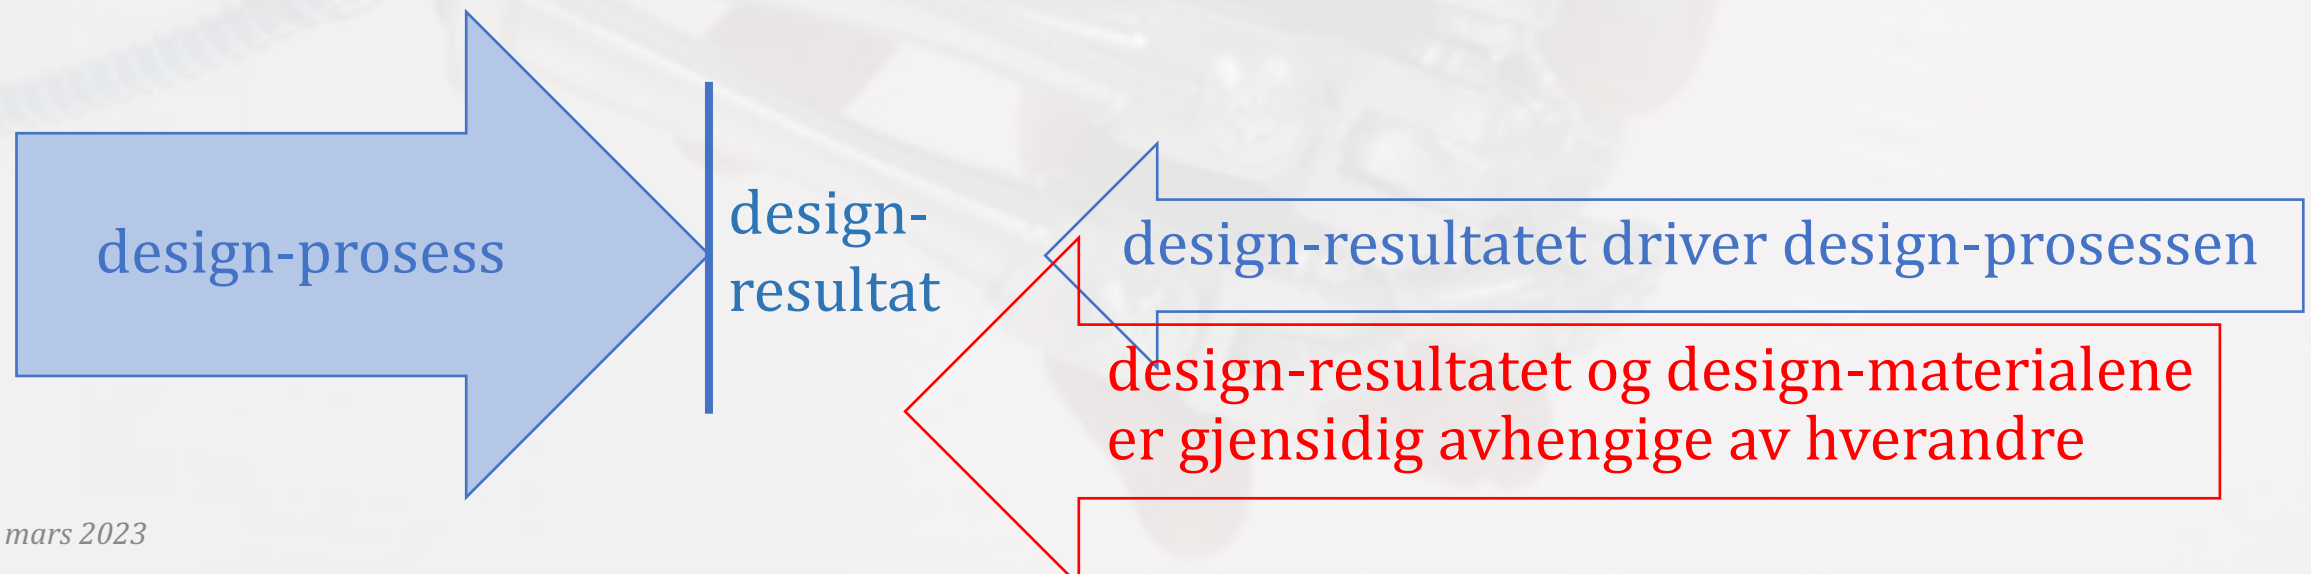 design-prosess
design-
resultat
design-resultatet driver design-prosessen
design-resultatet og design-materialene
er gjensidig avhengige av hverandre
mars 2023